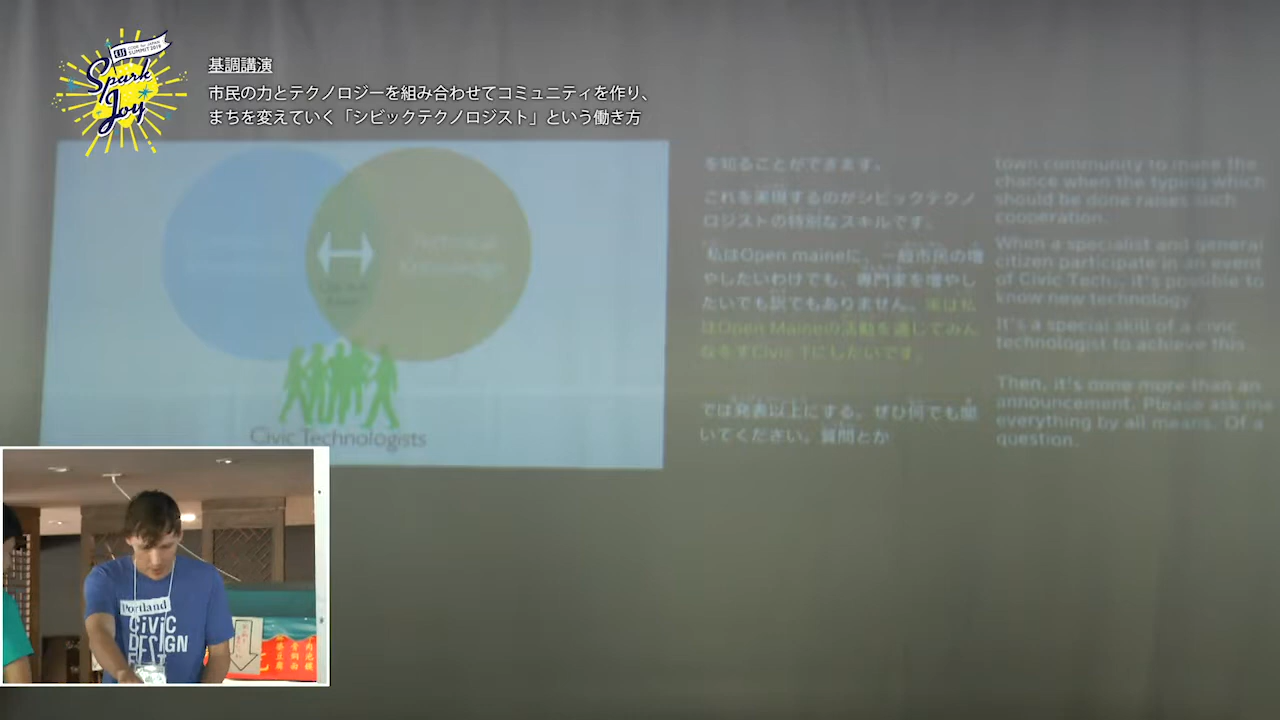 CODE for JAPAN
SUMMIT 2019
Spark
Joy
基調講演
市民の力とテクノロジーを組み合わせてコミュニティを作り、
まちを変えていく「シビックテクノロジスト」という働き方
Technical
Knowledge
Civic Technologists
を知ることができます。
これを実現するのがシビックテクノ
ロジストの特別なスキルです。
私はOpen maineに、一般市民の増
やしたいわけでも、専門家を増やし
たいでも訳でもありません。実は私
はOpen Maineの活動を通じてみん
なをすCivic Tにしたいです。
では発表以上にする。ぜひ何でも聞
いてください。質問とか
town community to make the
chance when the typing which
should be done raises such
cooperation.
When a specialist and general
citizen participate in an event
of Civic Tech., it's possible to
know new technology.
It's a special skill of a civic
technologist to achieve this.
Then, it's none more than an
announcement. Please ask me
everything by all means. Of a
question.
Portland
CIVIC
DESIGN